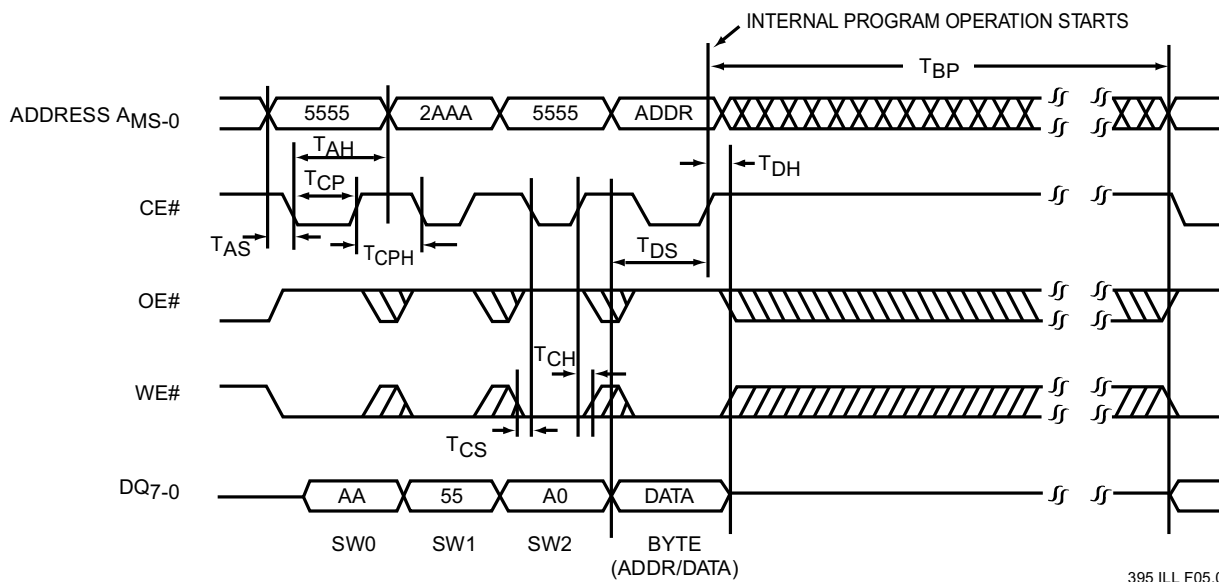 INTERNAL PROGRAM OPERATION STARTS
TBP
ADDRESS AMS-0
5555
2AAA
5555
ADDR
TAH
TDH
TCP
CE#
TAS
TCPH
TDS
OE#
TCH
WE#
TCS
DQ7-0
AA
55
A0
DATA
SW0
SW1
SW2
BYTE
(ADDR/DATA)